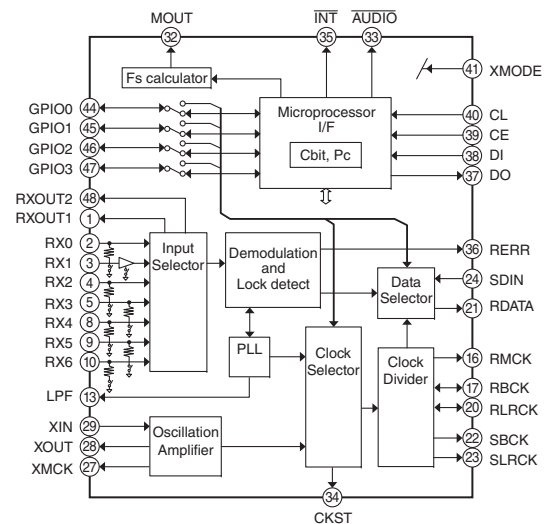 MOUT
INT
AUDIO
32
35
33
Fs calculator
41
XMODE
GPIO0
44
GPIO1
45
GPIO2
46
GPIO3
47
Microprocessor
I/F
Cbit, Pc
40
CL
39
CE
38
DI
37
DO
RXOUT2
48
RXOUT1
1
RX0
2
RX1
3
RX2
4
RX3
5
RX4
8
RX5
9
RX6
10
LPF
13
Input
Selector
Demodulation
and
Lock detect
PLL
Data
Selector
36
RERR
24
SDIN
21
RDATA
Clock
Selector
Clock
Divider
16
RMCK
17
RBCK
20
RLRCK
22
SBCK
23
SLRCK
XIN
29
XOUT
28
XMCK
27
Oscillation
Amplifier
34
CKST